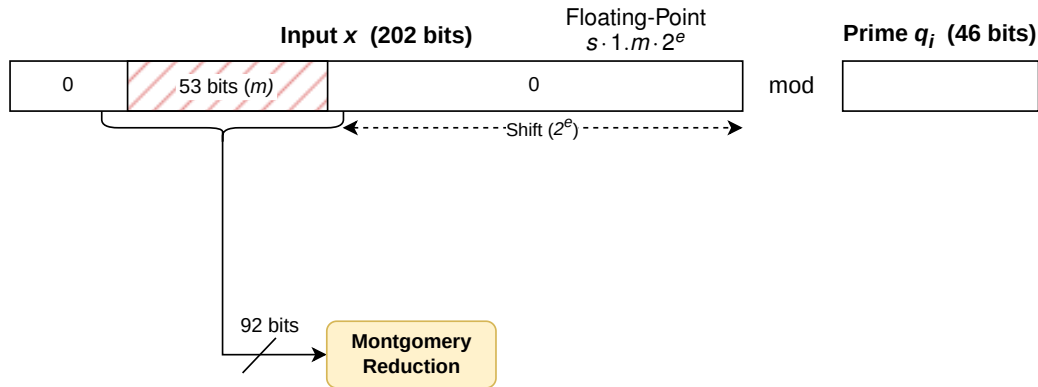 Floating-Point
Input x (202 bits)
s · 1.m · 2^e
Prime q_i (46 bits)
0
53 bits (m)
0
mod
Shift (2^e)
92 bits
Montgomery
Reduction